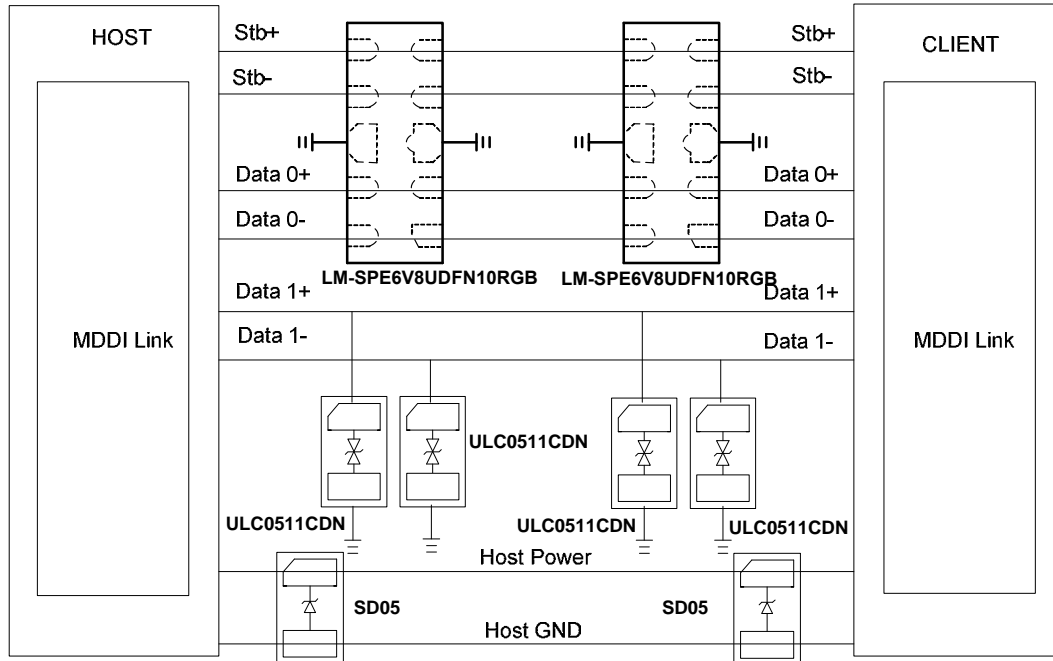 HOST
Stb+
Stb+
CLIENT
Stb-
Stb-
Data 0+
Data 0+
Data 0-
Data 0-
LM-SPE6V8UDFN10RGB
LM-SPE6V8UDFN10RGB
Data 1+
Data 1+
MDDI Link
Data 1-
Data 1-
MDDI Link
ULC0511CDN
ULC0511CDN
ULC0511CDN
ULC0511CDN
Host Power
SD05
SD05
Host GND